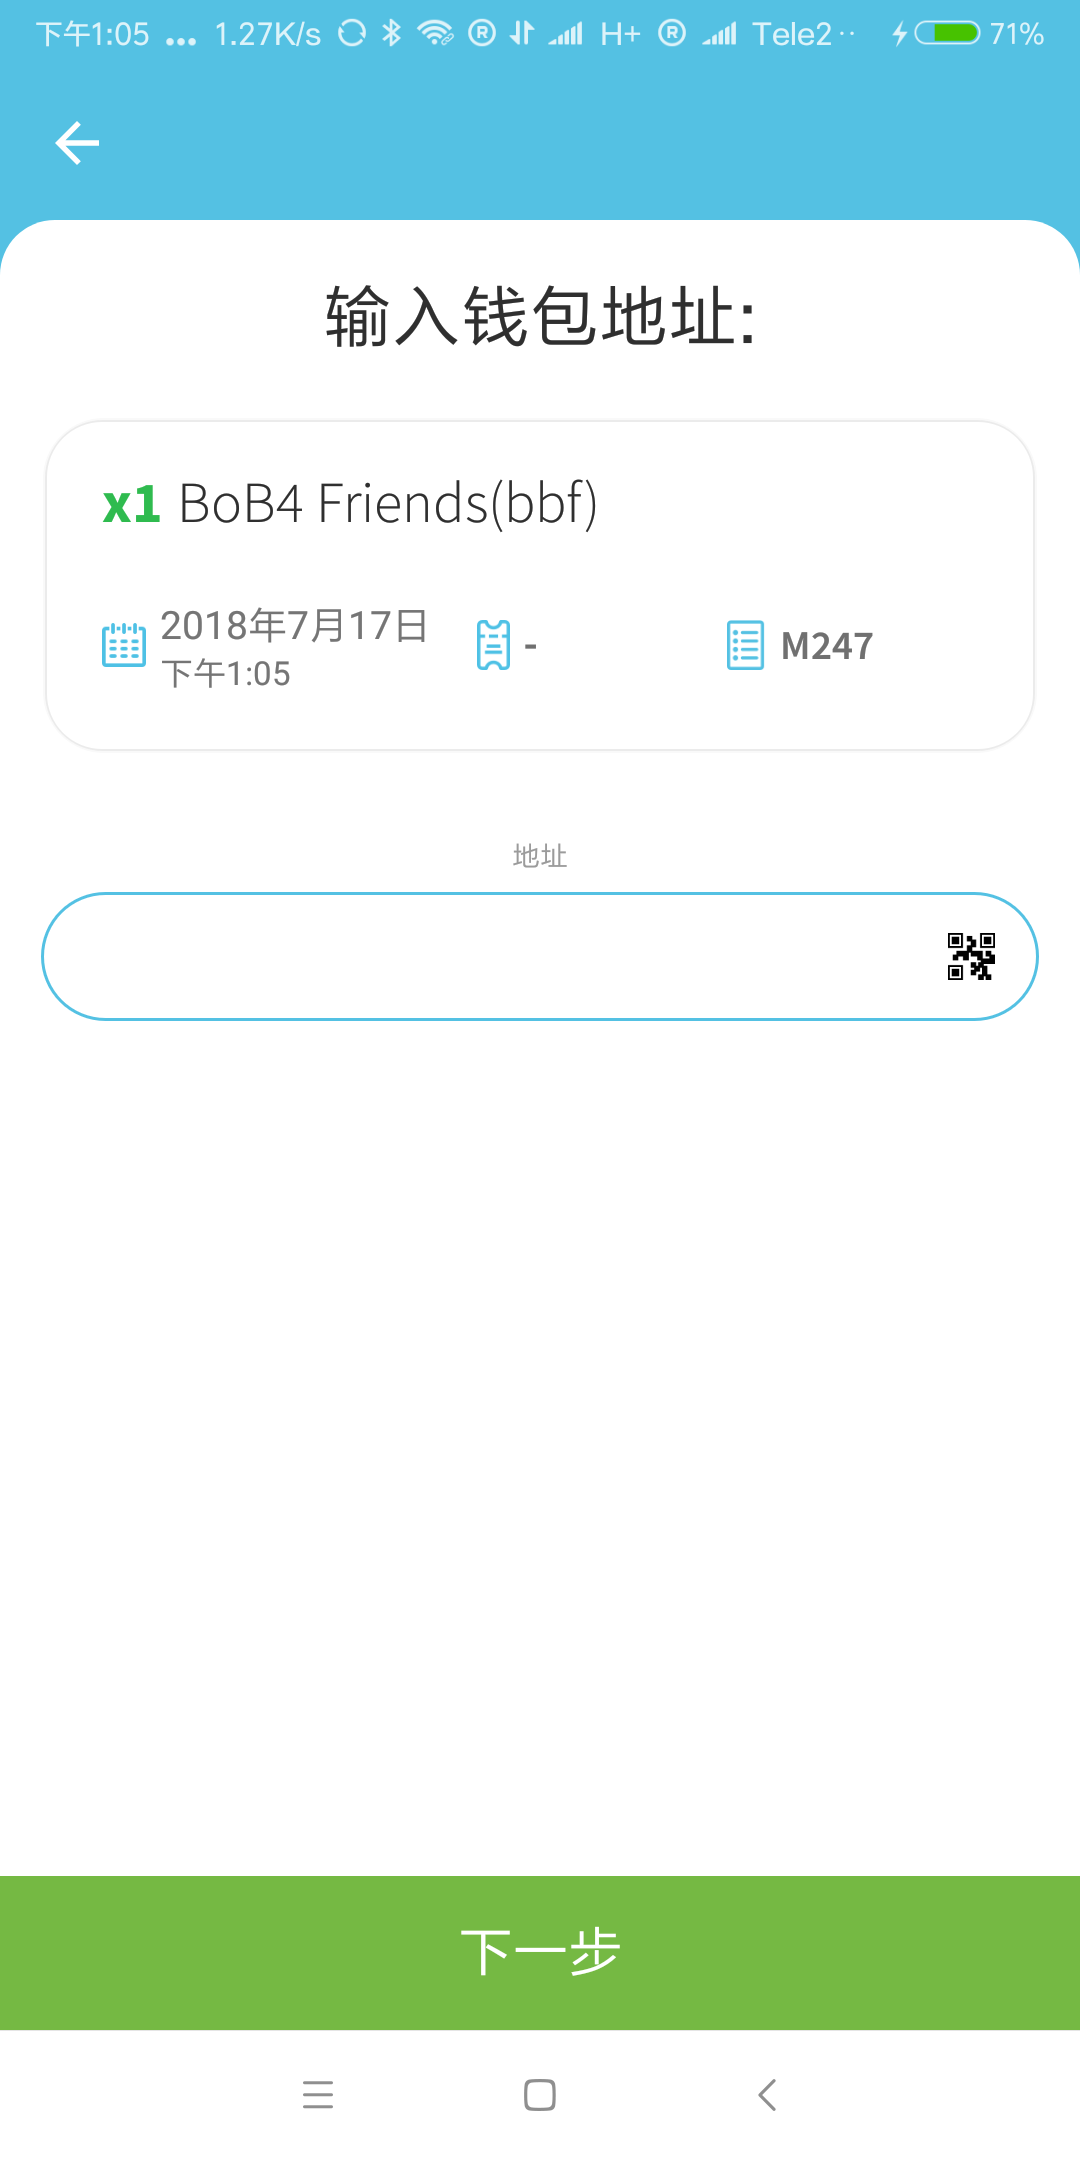 下午1:05 ... 1.27K/s R H+ R Tele2·· 71%
输入钱包地址:
x1 BoB4 Friends(bbf)
2018年7月17日
下午1:05
-
M247
地址
下一步